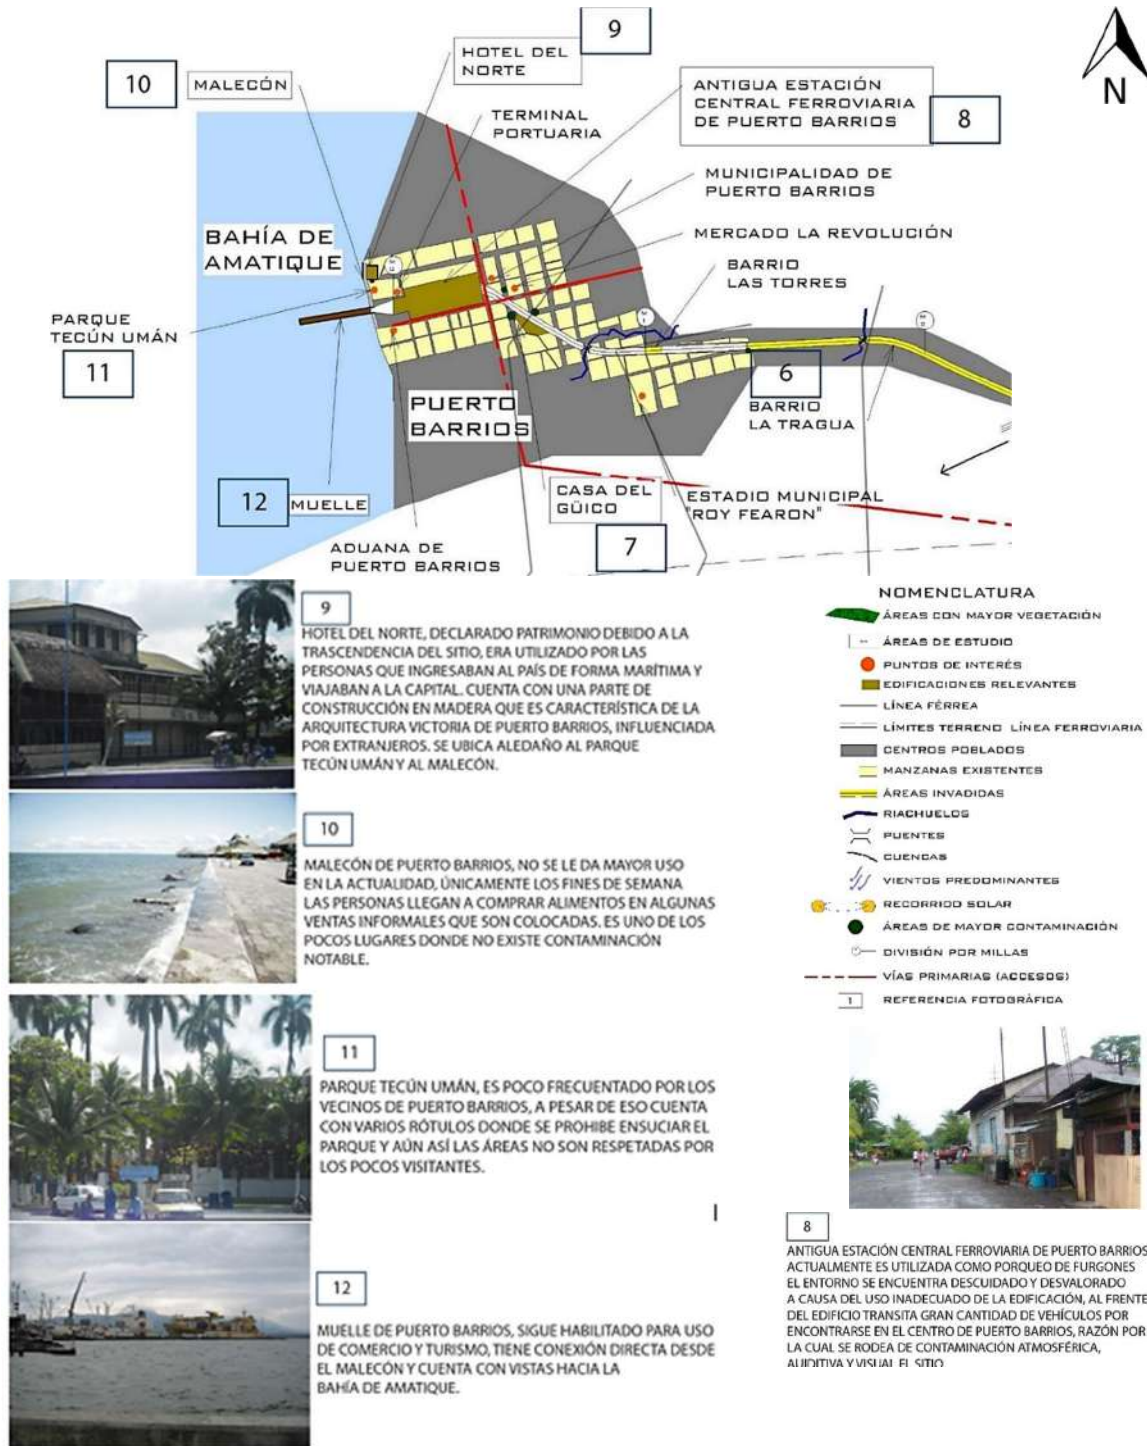 9
HOTEL DEL
NORTE
10
MALECÓN
TERMINAL
PORTUARIA
ANTIGUA ESTACIÓN
CENTRAL FERROVIARIA
DE PUERTO BARRIOS
8
N
MUNICIPALIDAD DE
PUERTO BARRIOS
BAHÍA DE
AMATIQUE
MERCADO LA REVOLUCIÓN
BARRIO
LAS TORRES
PARQUE
TECÚN UMÁN
11
PUERTO
BARRIOS
6
BARRIO
LA TRAGUA
12
MUELLE
CASA DEL
GÜICO
7
ESTADIO MUNICIPAL
"ROY FEARON"
ADUANA DE
PUERTO BARRIOS
9
HOTEL DEL NORTE, DECLARADO PATRIMONIO DEBIDO A LA
TRASCENDENCIA DEL SITIO, ERA UTILIZADO POR LAS
PERSONAS QUE INGRESABAN AL PAÍS DE FORMA MARÍTIMA Y
VIAJABAN A LA CAPITAL. CUENTA CON UNA PARTE DE
CONSTRUCCIÓN EN MADERA QUE ES CARACTERÍSTICA DE LA
ARQUITECTURA VICTORIA DE PUERTO BARRIOS, INFLUENCIADA
POR EXTRANJEROS. SE UBICA ALEDAÑO AL PARQUE
TECÚN UMÁN Y AL MALECÓN.
10
MALECÓN DE PUERTO BARRIOS, NO SE LE DA MAYOR USO
EN LA ACTUALIDAD, ÚNICAMENTE LOS FINES DE SEMANA
LAS PERSONAS LLEGAN A COMPRAR ALIMENTOS EN ALGUNAS
VENTAS INFORMALES QUE SON COLOCADAS. ES UNO DE LOS
POCOS LUGARES DONDE NO EXISTE CONTAMINACIÓN
NOTABLE.
11
PARQUE TECÚN UMÁN, ES POCO FRECUENTADO POR LOS
VECINOS DE PUERTO BARRIOS, A PESAR DE ESO CUENTA
CON VARIOS RÓTULOS DONDE SE PROHIBE ENSUCIAR EL
PARQUE Y AÚN ASÍ LAS ÁREAS NO SON RESPETADAS POR
LOS POCOS VISITANTES.
12
MUELLE DE PUERTO BARRIOS, SIGUE HABILITADO PARA USO
DE COMERCIO Y TURISMO, TIENE CONEXIÓN DIRECTA DESDE
EL MALECÓN Y CUENTA CON VISTAS HACIA LA
BAHÍA DE AMATIQUE.
NOMENCLATURA
ÁREAS CON MAYOR VEGETACIÓN
ÁREAS DE ESTUDIO
PUNTOS DE INTERÉS
EDIFICACIONES RELEVANTES
LÍNEA FÉRREA
LÍMITES TERRENO LÍNEA FERROVIARIA
CENTROS POBLADOS
MANZANAS EXISTENTES
ÁREAS INVADIDAS
RIACHUELOS
PUENTES
CUENCAS
VIENTOS PREDOMINANTES
RECORRIDO SOLAR
ÁREAS DE MAYOR CONTAMINACIÓN
DIVISIÓN POR MILLAS
VÍAS PRIMARIAS (ACCESOS)
1 REFERENCIA FOTOGRÁFICA
8
ANTIGUA ESTACIÓN CENTRAL FERROVIARIA DE PUERTO BARRIOS
ACTUALMENTE ES UTILIZADA COMO PORQUEO DE FURGONES
EL ENTORNO SE ENCUENTRA DESCUIDADO Y DESVALORADO
A CAUSA DEL USO INADECUADO DE LA EDIFICACIÓN, AL FRENTE
DEL EDIFICIO TRANSITA GRAN CANTIDAD DE VEHÍCULOS POR
ENCONTRARSE EN EL CENTRO DE PUERTO BARRIOS, RAZÓN POR
LA CUAL SE RODEA DE CONTAMINACIÓN ATMOSFÉRICA,
AUDITIVA Y VISUAL EL SITIO